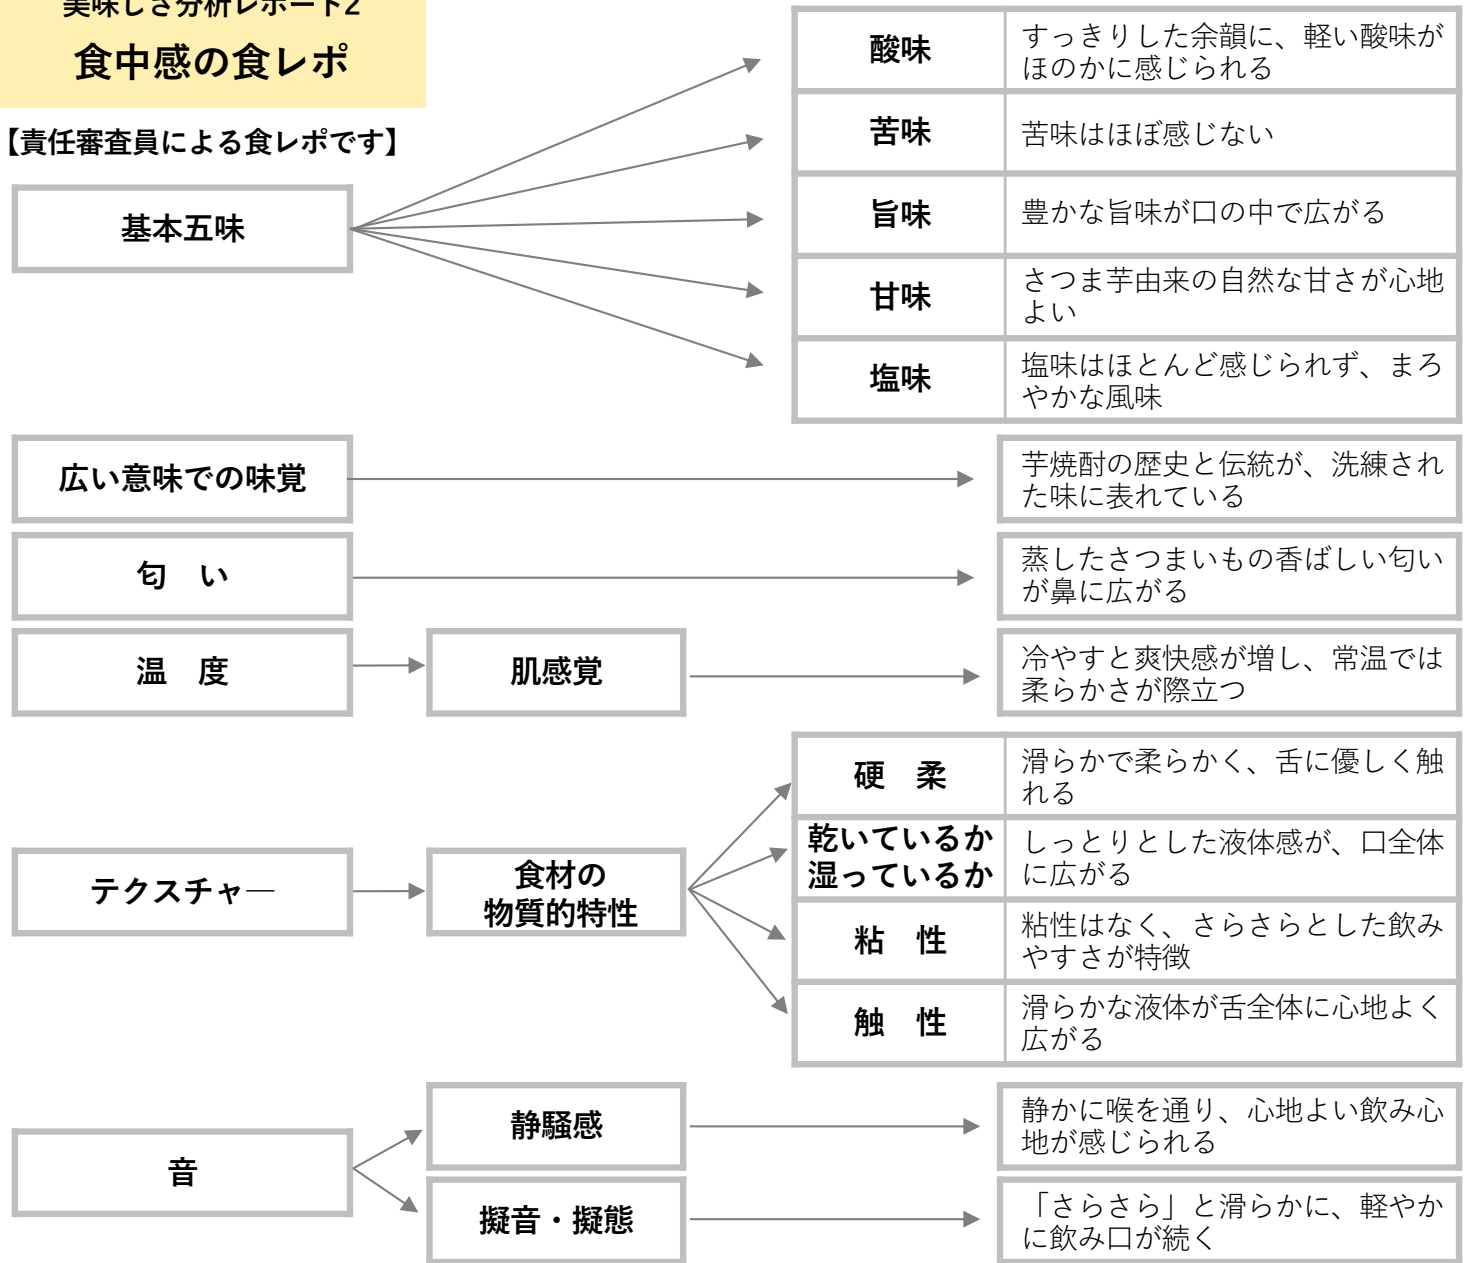 美味しさ分析レポート2
食中感の食レポ
【責任審査員による食レポです】
基本五味
酸味
すっきりした余韻に、軽い酸味が
ほのかに感じられる
苦味
苦味はほぼ感じない
旨味
豊かな旨味が口の中で広がる
甘味
さつま芋由来の自然な甘さが心地
よい
塩味
塩味はほとんど感じられず、まろ
やかな風味
広い意味での味覚
芋焼酎の歴史と伝統が、洗練され
た味に表れている
匂　い
蒸したさつまいもの香ばしい匂い
が鼻に広がる
温　度
肌感覚
冷やすと爽快感が増し、常温では
柔らかさが際立つ
テクスチャ―
食材の
物質的特性
硬　柔
滑らかで柔らかく、舌に優しく触
れる
乾いているか
湿っているか
しっとりとした液体感が、口全体
に広がる
粘　性
粘性はなく、さらさらとした飲み
やすさが特徴
触　性
滑らかな液体が舌全体に心地よく
広がる
音
静騒感
静かに喉を通り、心地よい飲み心
地が感じられる
擬音・擬態
「さらさら」と滑らかに、軽やか
に飲み口が続く